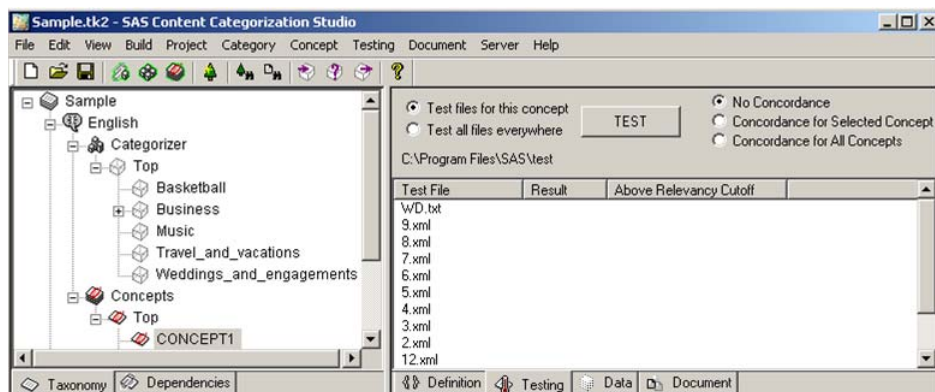 Sample.tk2 - SAS Content Categorization Studio
File Edit View Build Project Category Concept Testing Document Server Help
Sample
English
Categorizer
Top
Basketball
Business
Music
Travel_and_vacations
Weddings_and_engagements
Concepts
Top
CONCEPT1
Taxonomy Dependencies
Test files for this concept
Test all files everywhere
TEST
No Concordance
Concordance for Selected Concept
Concordance for All Concepts
C:\Program Files\SAS\test
Test File Result Above Relevancy Cutoff
WD.txt
9.xml
8.xml
7.xml
6.xml
5.xml
4.xml
3.xml
2.xml
12.xml
Definition Testing Data Document